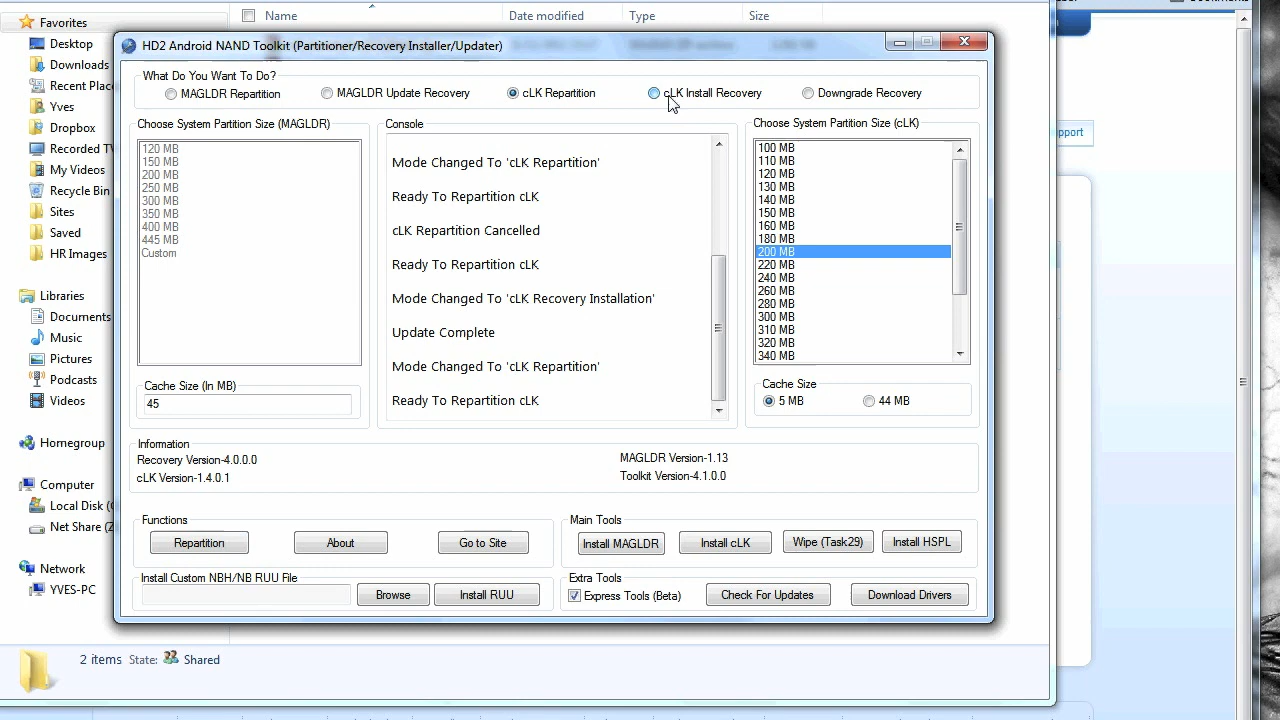 Name
Date Modified
Type
Size
Favorites
Desktop
Downloads
Recent Plac
Yves
Dropbox
Recorded T
My Videos
Recycle Bin
Sites
Saved
HR Images
Libraries
Documents
Music
Pictures
Podcasts
Videos
Homegroup
Computer
Local Disk (
Net Share (Z
Network
YVES-PC
2 items State: Shared
pport
HD2 Android NAND
Installer/Updater)
What Do You Want To Do?
MAGLDR Repartition
MAGLDR Update Recovery
cLK Repartition
cLK Install Recovery
Downgrade Recovery
Choose System Partition Size (MAGLDR)
120 MB
150 MB
200 MB
250 MB
300 MB
350 MB
400 MB
445 MB
Custom
Cache Size (In MB)
45
Console
Mode Changed To 'cLK Repartition'
Ready To Repartition cLK
cLK Repartition Cancelled
Ready To Repartition cLK
Mode Changed To 'cLK Recovery Installation'
Update Complete
Mode Changed To 'cLK Repartition'
Ready To Repartition cLK
Choose System Partition Size (cLK)
100 MB
110 MB
120 MB
130 MB
140 MB
150 MB
160 MB
180 MB
200 MB
220 MB
240 MB
260 MB
280 MB
300 MB
310 MB
320 MB
340 MB
Cache Size
5 MB
44 MB
Information
Recovery Version-4.0.0.0
cLK Version-1.4.0.1
MAGLDR Version-1.13
Toolkit Version-4.1.0.0
Functions
Repartition
About
Go to Site
Main Tools
Install MAGLDR
Install cLK
Wipe (Task29)
Install HSPL
Install Custom NBH/NB RUU File
Browse
Install RUU
Extra Tools
Express Tools (Beta)
Check For Updates
Download Drivers